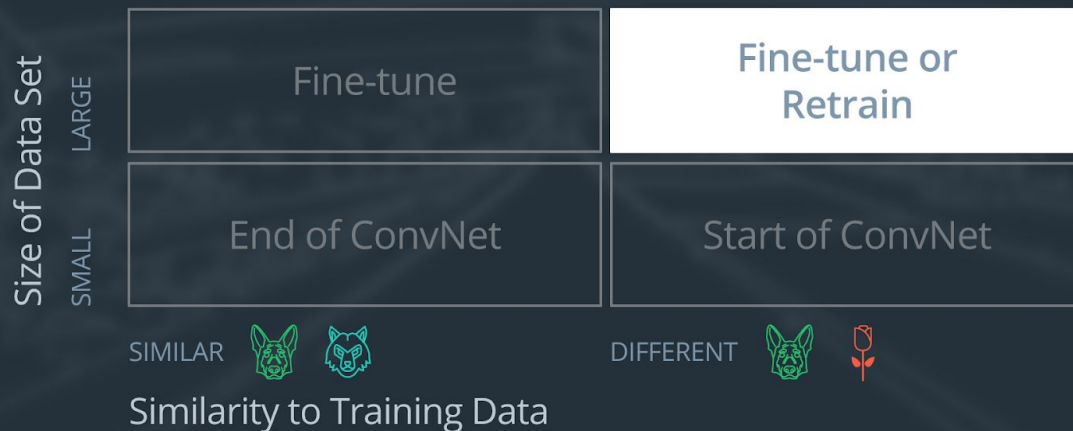 Size of Data Set
LARGE
SMALL
Fine-tune
Fine-tune or
Retrain
End of ConvNet
Start of ConvNet
SIMILAR
DIFFERENT
Similarity to Training Data